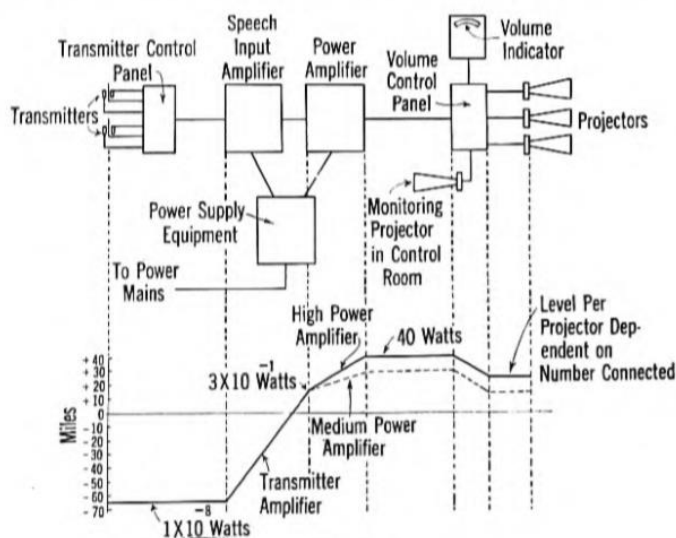 Transmitter Control
Panel
Speech
Input
Amplifier
Power
Amplifier
Volume
Indicator
Volume
Control
Panel
Transmitters
Projectors
Power Supply
Equipment
Monitoring
Projector
in Control
Room
To Power
Mains
High Power
Amplifier
40 Watts
Level Per
Projector Dep-
endent on
Number Connected
3X10⁻¹ Watts
Medium Power
Amplifier
Transmitter
Amplifier
1X10⁻⁸ Watts
Miles
+40
+30
+20
+10
0
-10
-20
-30
-40
-50
-60
-70